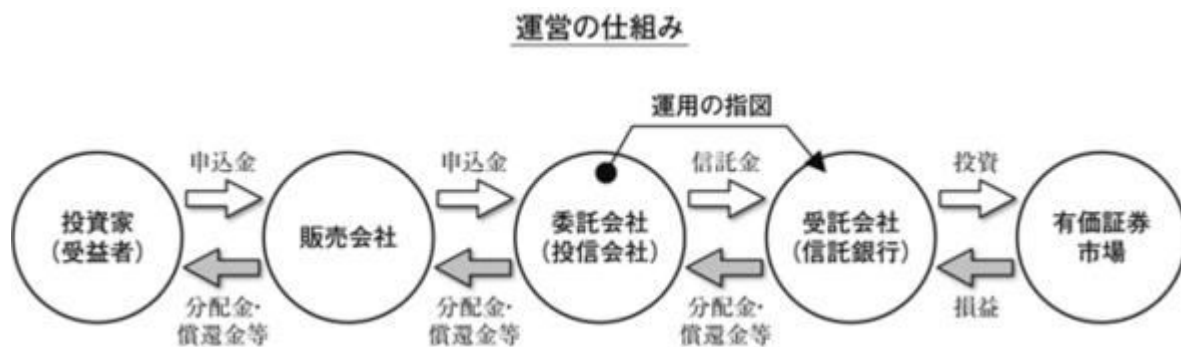 運営の仕組み
運用の指図
申込金
申込金
信託金
投資
投資家
（受益者）
販売会社
委託会社
（投信会社）
受託会社
（信託銀行）
有価証券
市場
分配金・
償還金等
分配金・
償還金等
分配金・
償還金等
損益